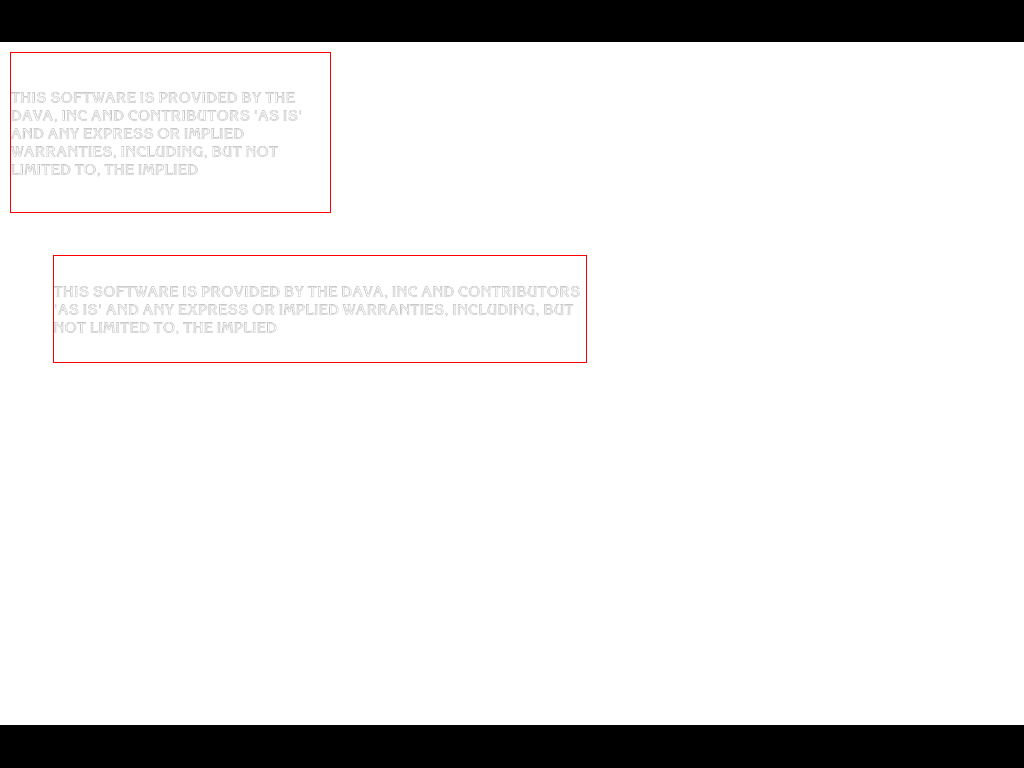 THIS SOFTWARE IS PROVIDED BY THE
DAVA, INC AND CONTRIBUTORS 'AS IS'
AND ANY EXPRESS OR IMPLIED
WARRANTIES, INCLUDING, BUT NOT
LIMITED TO, THE IMPLIED
THIS SOFTWARE IS PROVIDED BY THE DAVA, INC AND CONTRIBUTORS
'AS IS' AND ANY EXPRESS OR IMPLIED WARRANTIES, INCLUDING, BUT
NOT LIMITED TO, THE IMPLIED